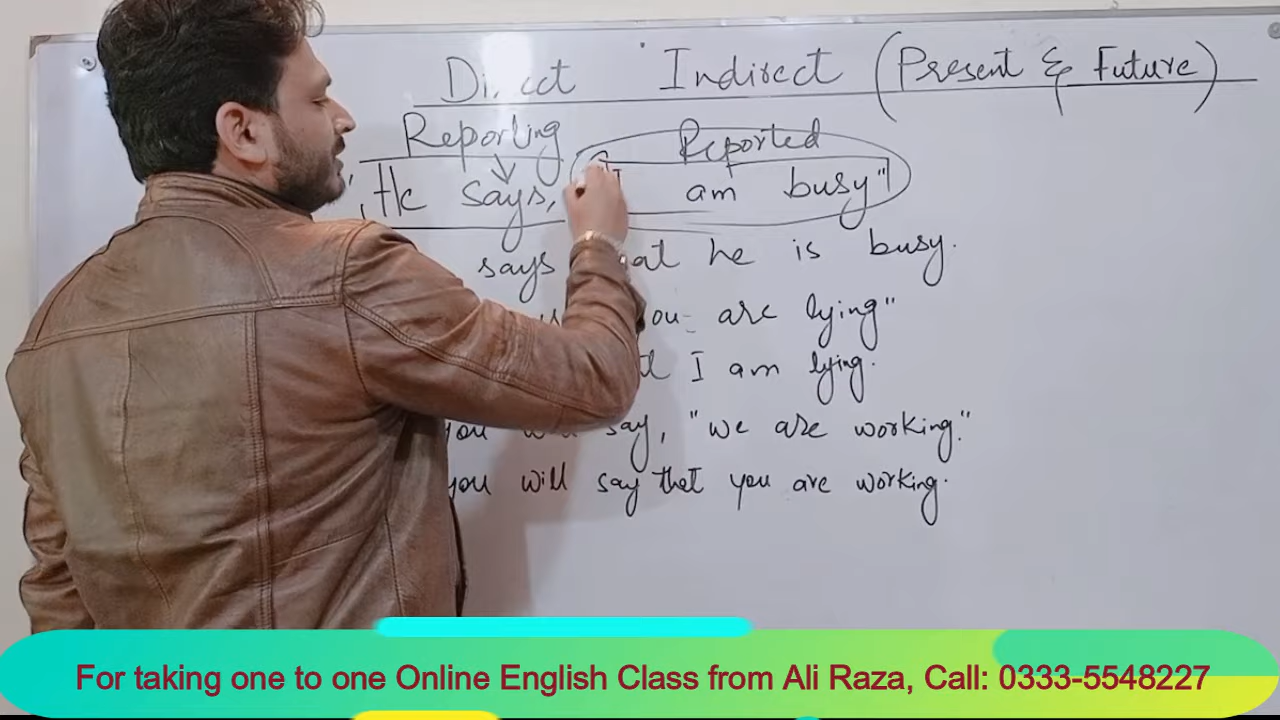 Direct Indirect (Present & Future)
Reporting Reported
He says, "I am busy"
says that he is busy.
you are lying"
I am lying.
you will say, "we are working."
you will say that you are working.
For taking one to one Online English Class from Ali Raza, Call: 0333-5548227